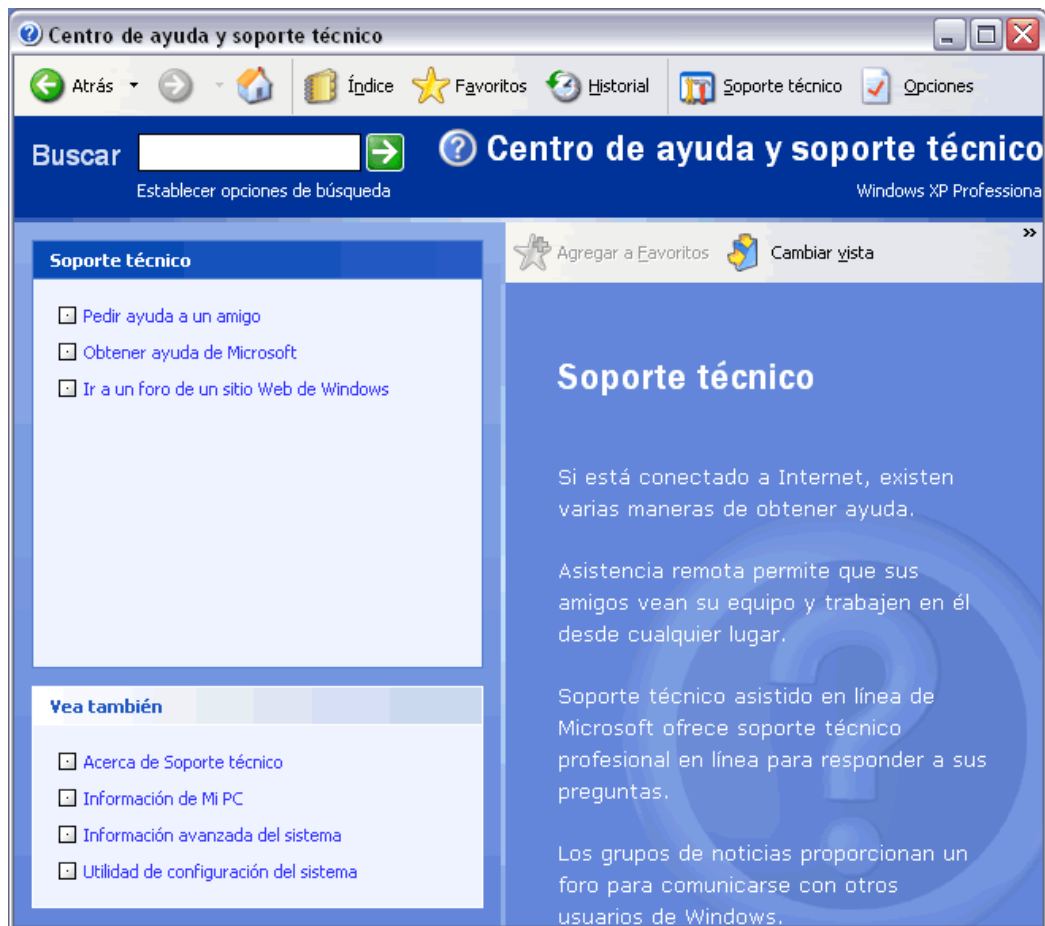 Centro de ayuda y soporte técnico
Atrás
Índice
Favoritos
Historial
Soporte técnico
Opciones
Buscar
Establecer opciones de búsqueda
Centro de ayuda y soporte técnico
Windows XP Professiona
Soporte técnico
Pedir ayuda a un amigo
Obtener ayuda de Microsoft
Ir a un foro de un sitio Web de Windows
Vea también
Acerca de Soporte técnico
Información de Mi PC
Información avanzada del sistema
Utilidad de configuración del sistema
Agregar a Favoritos
Cambiar vista
»
Soporte técnico
Si está conectado a Internet, existen
varias maneras de obtener ayuda.
Asistencia remota permite que sus
amigos vean su equipo y trabajen en él
desde cualquier lugar.
Soporte técnico asistido en línea de
Microsoft ofrece soporte técnico
profesional en línea para responder a sus
preguntas.
Los grupos de noticias proporcionan un
foro para comunicarse con otros
usuarios de Windows.